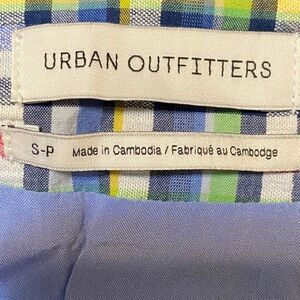 URBAN OUTFITTERS
S-P Made in Cambodia / Fabriqué au Cambodge